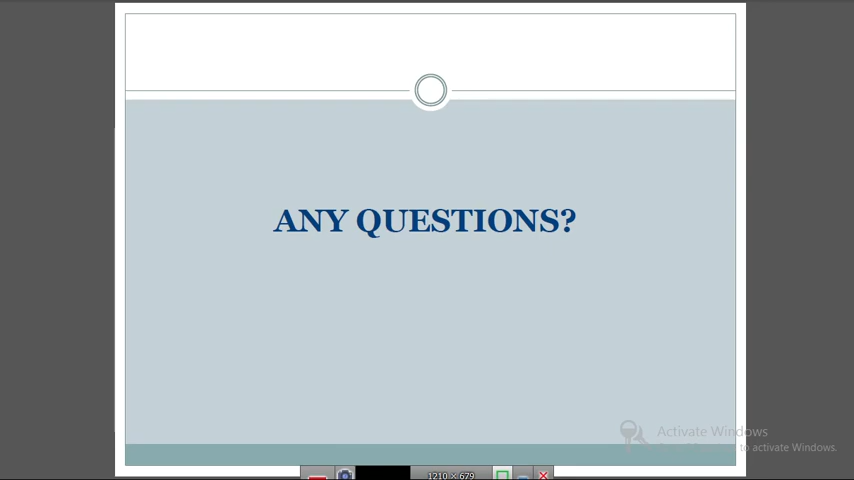 ANY QUESTIONS?
Activate Windows
to activate Windows.
1210 × 679